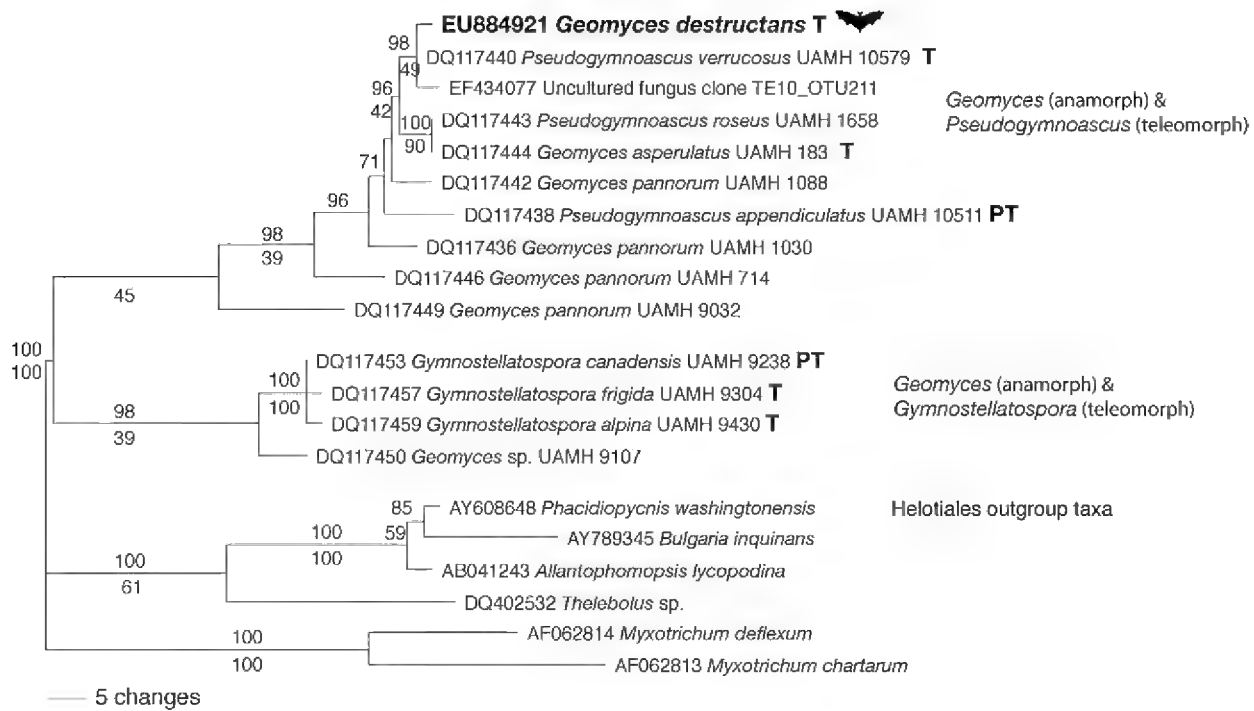 EU884921 Geomyces destructans T
98
DQ117440 Pseudogymnoascus verrucosus UAMH 10579 T
49
96
EF434077 Uncultured fungus clone TE10_OTU211
42
Geomyces (anamorph) &
Pseudogymnoascus (teleomorph)
100
DQ117443 Pseudogymnoascus roseus UAMH 1658
90
DQ117444 Geomyces asperulatus UAMH 183 T
71
DQ117442 Geomyces pannorum UAMH 1088
96
DQ117438 Pseudogymnoascus appendiculatus UAMH 10511 PT
98
39
DQ117436 Geomyces pannorum UAMH 1030
DQ117446 Geomyces pannorum UAMH 714
45
DQ117449 Geomyces pannorum UAMH 9032
100
100
DQ117453 Gymnostellatospora canadensis UAMH 9238 PT
100
100
DQ117457 Gymnostellatospora frigida UAMH 9304 T
Geomyces (anamorph) &
Gymnostellatospora (teleomorph)
98
39
DQ117459 Gymnostellatospora alpina UAMH 9430 T
DQ117450 Geomyces sp. UAMH 9107
85
AY608648 Phacidiopycnis washingtonensis
Helotiales outgroup taxa
59
100
100
AY789345 Bulgaria inquinans
100
61
AB041243 Allantophomopsis lycopodina
DQ402532 Thelebolus sp.
AF062814 Myxotrichum deflexum
100
100
AF062813 Myxotrichum chartarum
5 changes